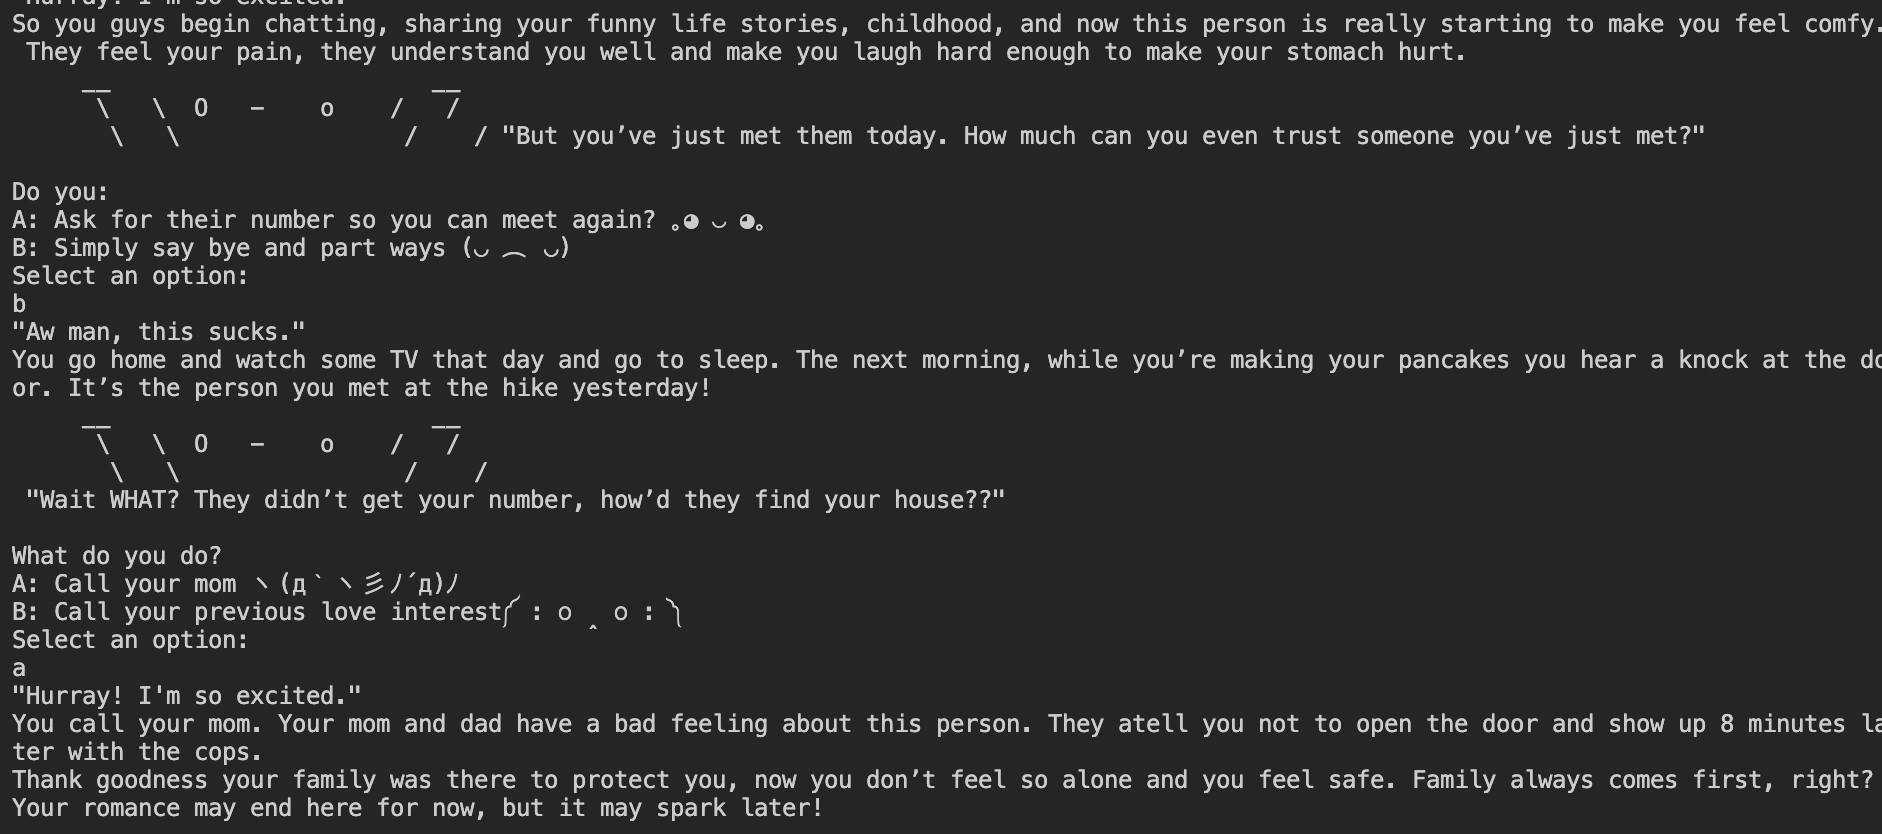 "Hurray! I'm so excited."
So you guys begin chatting, sharing your funny life stories, childhood, and now this person is really starting to make you feel comfy.
 They feel your pain, they understand you well and make you laugh hard enough to make your stomach hurt.
     __                       __
      \   \  O   -    o    /   /
       \   \                /    / "But you’ve just met them today. How much can you even trust someone you’ve just met?"
Do you:
A: Ask for their number so you can meet again? ｡◕ ‿ ◕｡
B: Simply say bye and part ways (◡ ︵ ◡)
Select an option:
b
"Aw man, this sucks."
You go home and watch some TV that day and go to sleep. The next morning, while you’re making your pancakes you hear a knock at the do
or. It’s the person you met at the hike yesterday!
     __                       __
      \   \  O   -    o    /   /
       \   \                /    /
 "Wait WHAT? They didn’t get your number, how’d they find your house??"
What do you do?
A: Call your mom ヽ(д｀ヽ彡ﾉ´д)ﾉ
B: Call your previous love interest༼ : o ‸ o : ༽
Select an option:
a
"Hurray! I'm so excited."
You call your mom. Your mom and dad have a bad feeling about this person. They atell you not to open the door and show up 8 minutes la
ter with the cops.
Thank goodness your family was there to protect you, now you don’t feel so alone and you feel safe. Family always comes first, right?
Your romance may end here for now, but it may spark later!